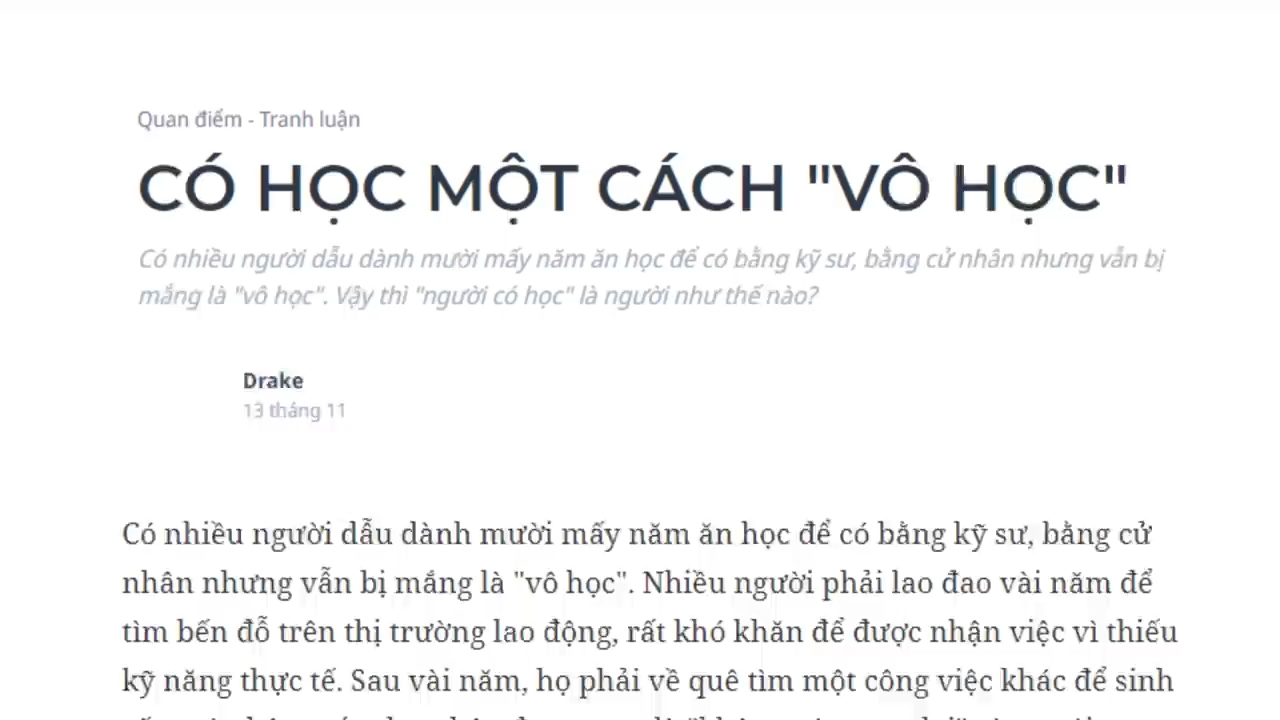 Quan điểm - Tranh luận
CÓ HỌC MỘT CÁCH "VÔ HỌC"
Có nhiều người dẫu dành mười mấy năm ăn học để có bằng kỹ sư, bằng cử nhân nhưng vẫn bị
mắng là "vô học". Vậy thì "người có học" là người như thế nào?
Drake
13 tháng 11
Có nhiều người dẫu dành mười mấy năm ăn học để có bằng kỹ sư, bằng cử
nhân nhưng vẫn bị mắng là "vô học". Nhiều người phải lao đao vài năm để
tìm bến đỗ trên thị trường lao động, rất khó khăn để được nhận việc vì thiếu
kỹ năng thực tế. Sau vài năm, họ phải về quê tìm một công việc khác để sinh